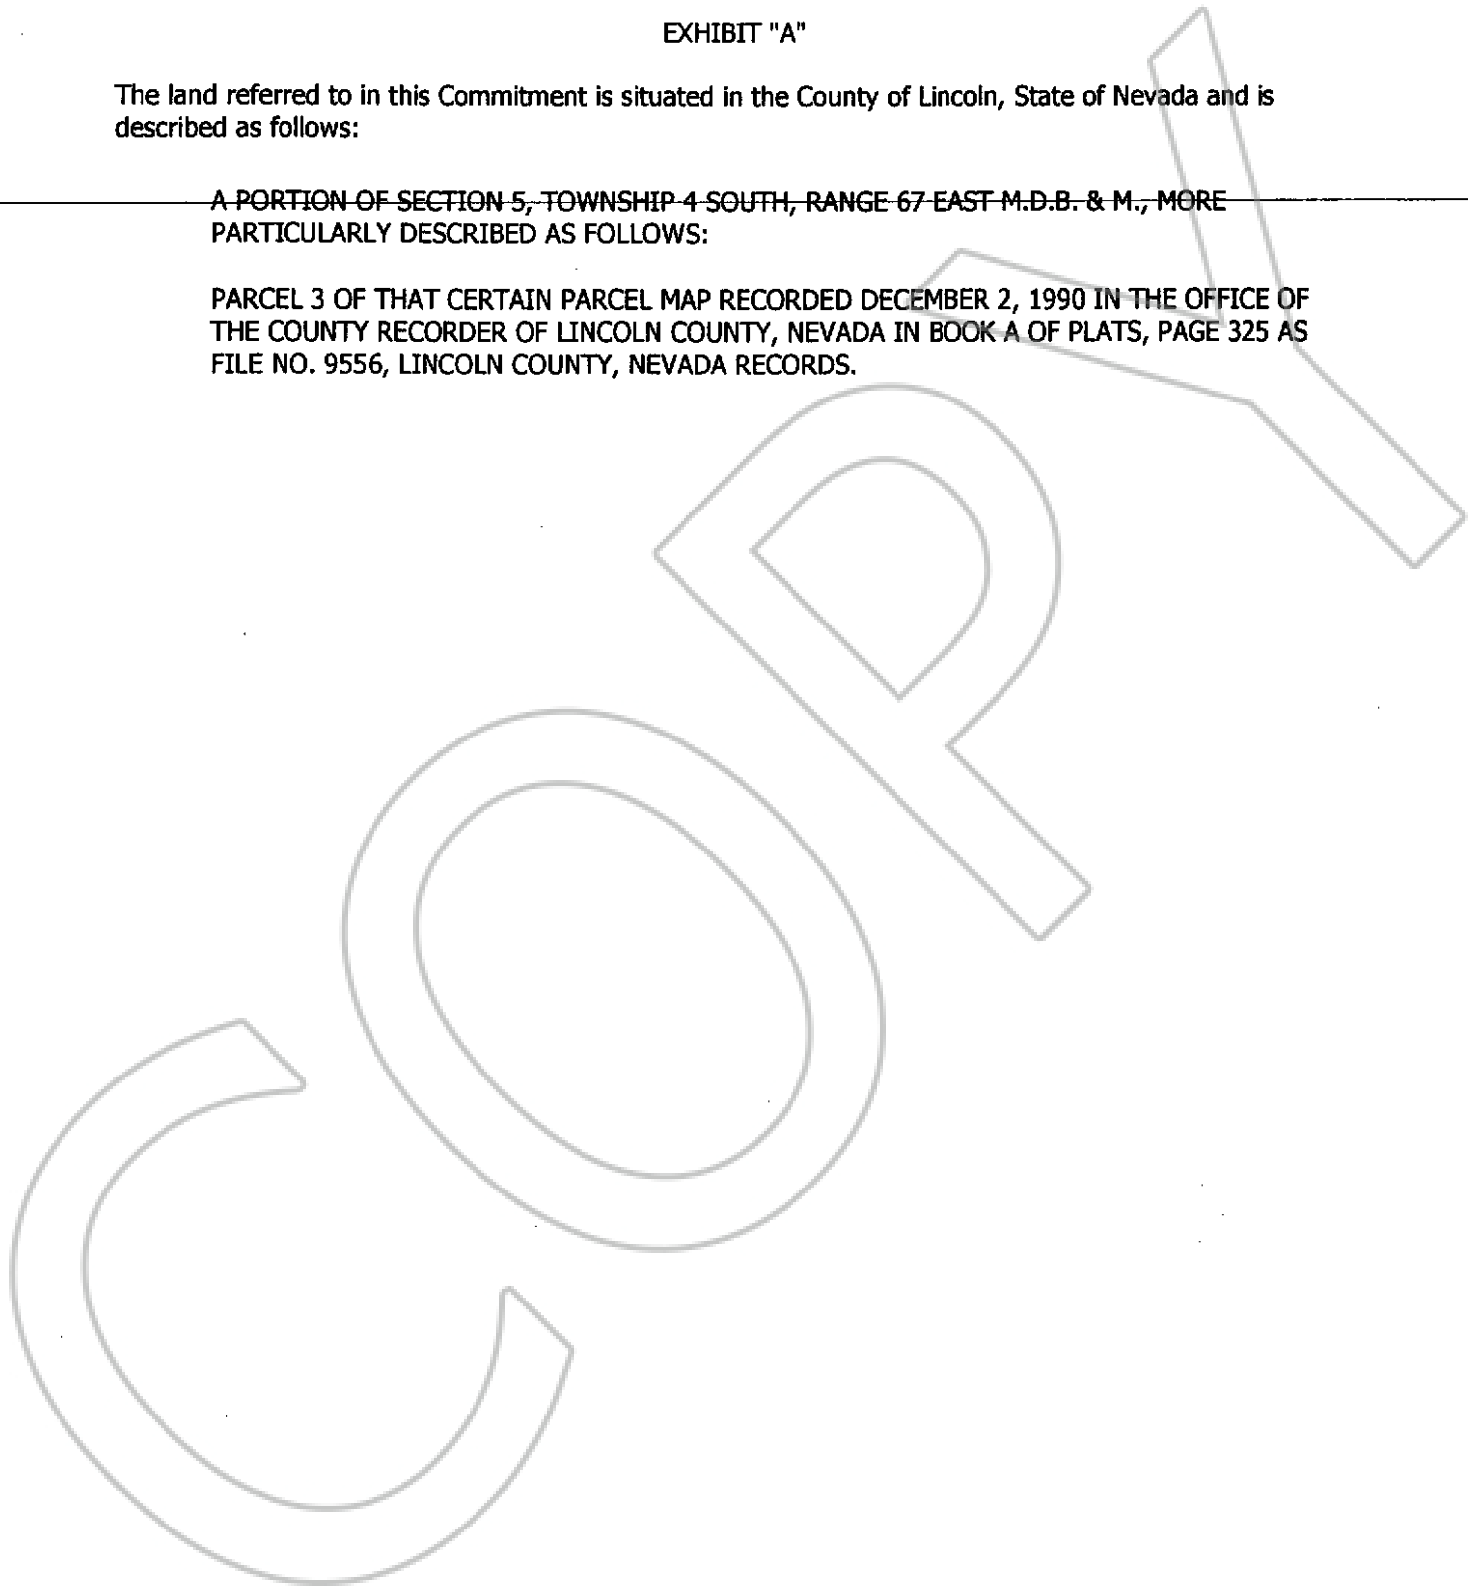 EXHIBIT "A"
The land referred to in this Commitment is situated in the County of Lincoln, State of Nevada and is
described as follows:
A PORTION OF SECTION 5, TOWNSHIP 4 SOUTH, RANGE 67 EAST M.D.B. & M., MORE
PARTICULARLY DESCRIBED AS FOLLOWS:
PARCEL 3 OF THAT CERTAIN PARCEL MAP RECORDED DECEMBER 2, 1990 IN THE OFFICE OF
THE COUNTY RECORDER OF LINCOLN COUNTY, NEVADA IN BOOK A OF PLATS, PAGE 325 AS
FILE NO. 9556, LINCOLN COUNTY, NEVADA RECORDS.
COPY